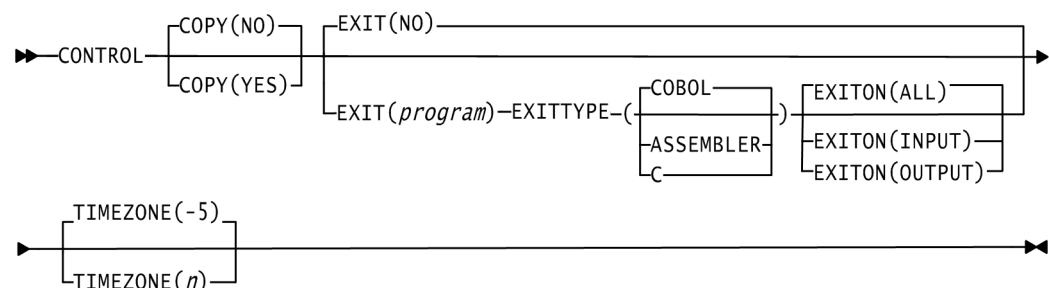 COPY(NO) EXIT(NO)
CONTROL
COPY(YES) COBOL EXITON(ALL)
EXIT(program)-EXITTYPE-( )
ASSEMBLER EXITON(INPUT)
C EXITON(OUTPUT)
TIMEZONE(-5)
TIMEZONE(n)